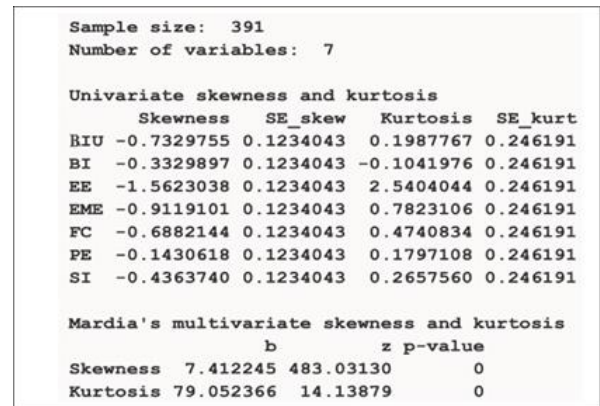 Sample size: 391
Number of variables: 7
Univariate skewness and kurtosis
Skewness SE_skew Kurtosis SE_kurt
BIU -0.7329755 0.1234043 0.1987767 0.246191
BI -0.3329897 0.1234043 -0.1041976 0.246191
EE -1.5623038 0.1234043 2.5404044 0.246191
EME -0.9119101 0.1234043 0.7823106 0.246191
FC -0.6882144 0.1234043 0.4740834 0.246191
PE -0.1430618 0.1234043 0.1797108 0.246191
SI -0.4363740 0.1234043 0.2657560 0.246191
Mardia's multivariate skewness and kurtosis
b z p-value
Skewness 7.412245 483.03130 0
Kurtosis 79.052366 14.13879 0